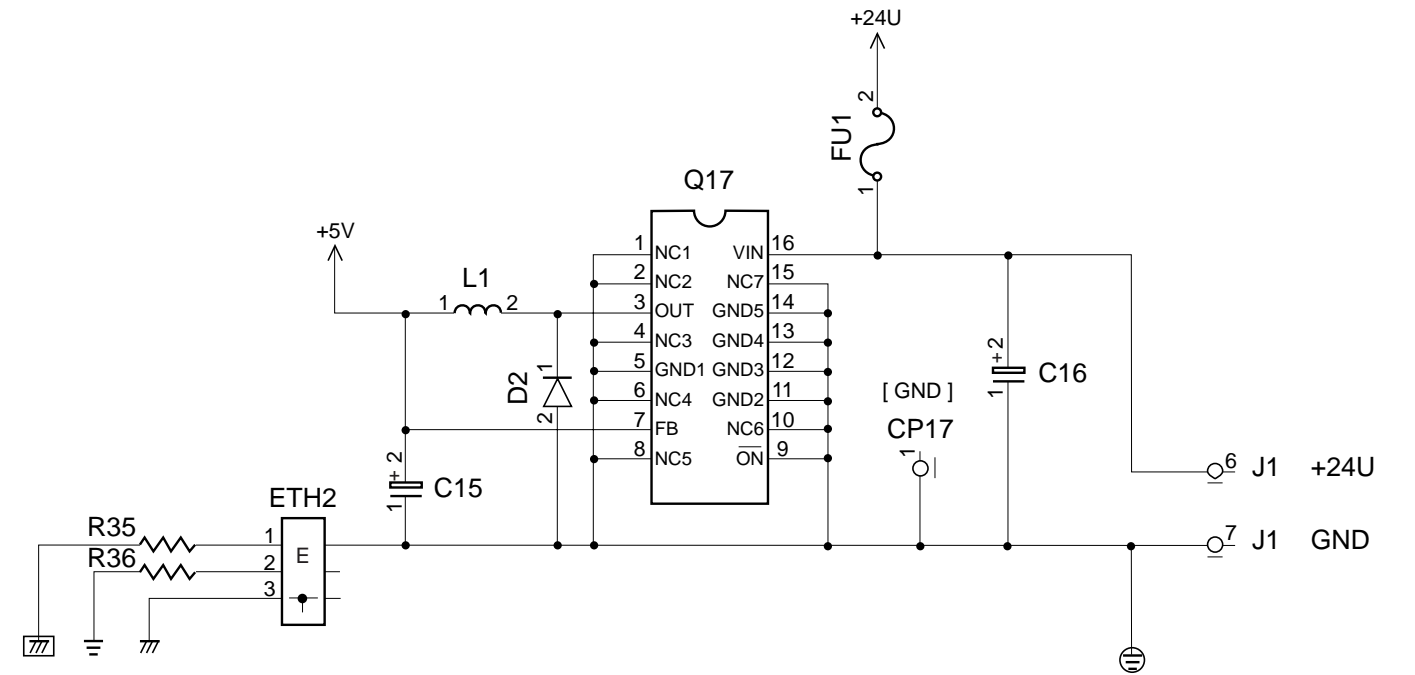 +24U
2
FU1
1
Q17
+5V
L1
1 2
1 NC1 VIN 16
2 NC2 NC7 15
3 OUT GND5 14
4 NC3 GND4 13
5 GND1 GND3 12
6 NC4 GND2 11
7 FB NC6 10
8 NC5 ON 9
D2
1
2
+ 2
C16
1
[ GND ]
CP17
1
+ 2
C15
1
6 J1 +24U
7 J1 GND
ETH2
R35 1
E
R36 2
3